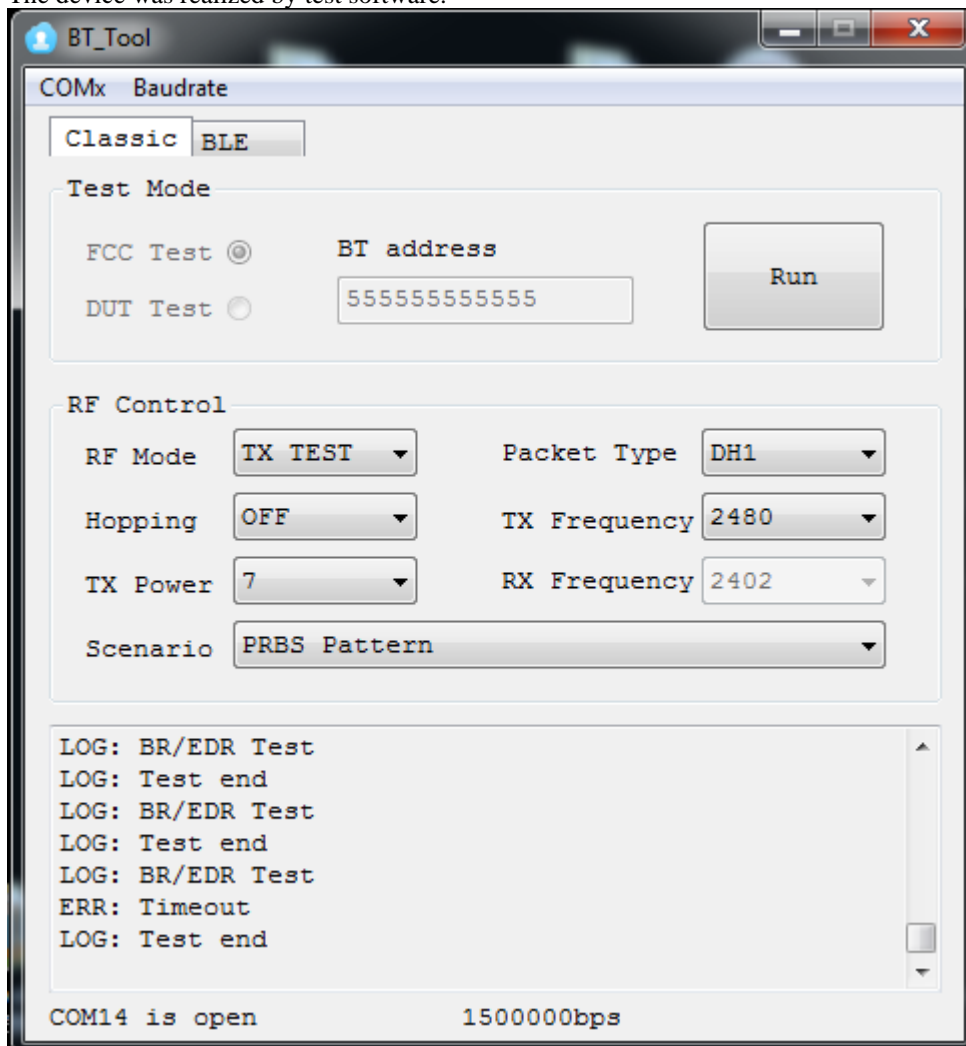 The device was realized by test software.
BT_Tool
COMx Baudrate
Classic BLE
Test Mode
FCC Test BT address
Run
DUT Test 555555555555
RF Control
RF Mode TX TEST Packet Type DH1
Hopping OFF TX Frequency 2480
TX Power 7 RX Frequency 2402
Scenario PRBS Pattern
LOG: BR/EDR Test
LOG: Test end
LOG: BR/EDR Test
LOG: Test end
LOG: BR/EDR Test
ERR: Timeout
LOG: Test end
COM14 is open 1500000bps